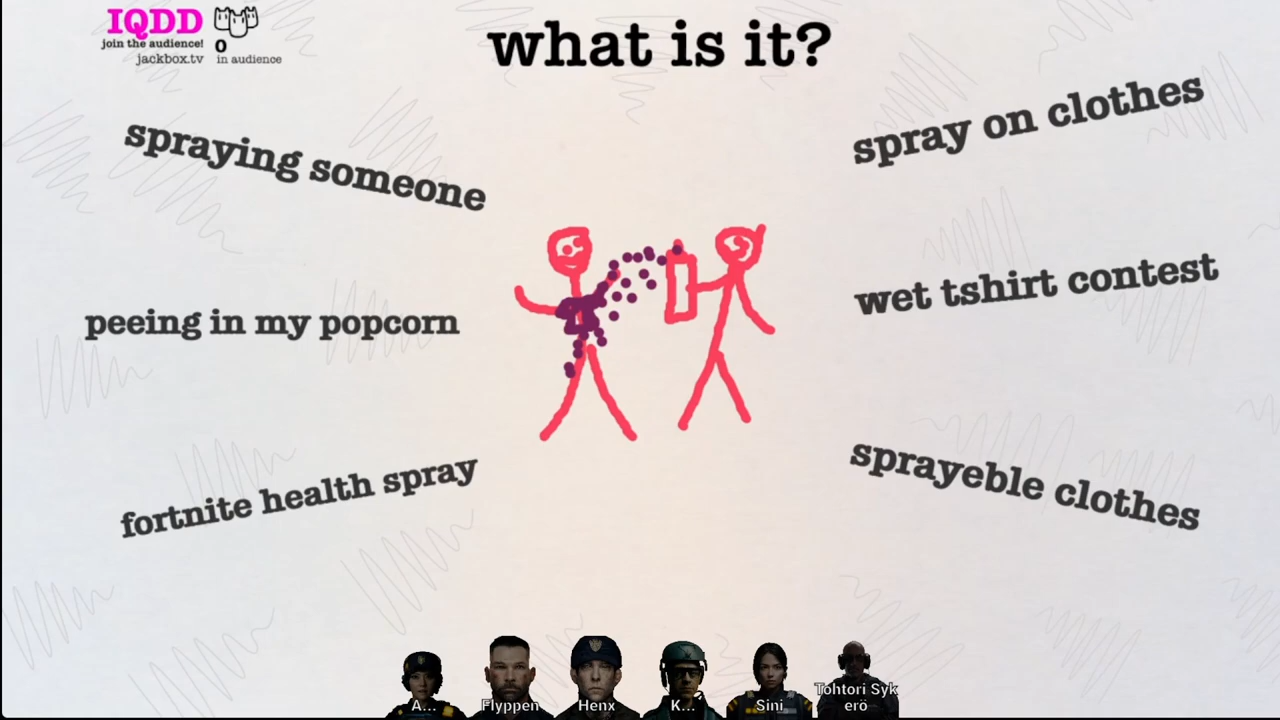 IQDD
join the audience!
jackbox.tv
0
in audience
what is it?
spraying someone
spray on clothes
peeing in my popcorn
wet tshirt contest
fortnite health spray
sprayeble clothes
A...
Flyppen
Henx
K...
Sini
Tohtori Syk
erö